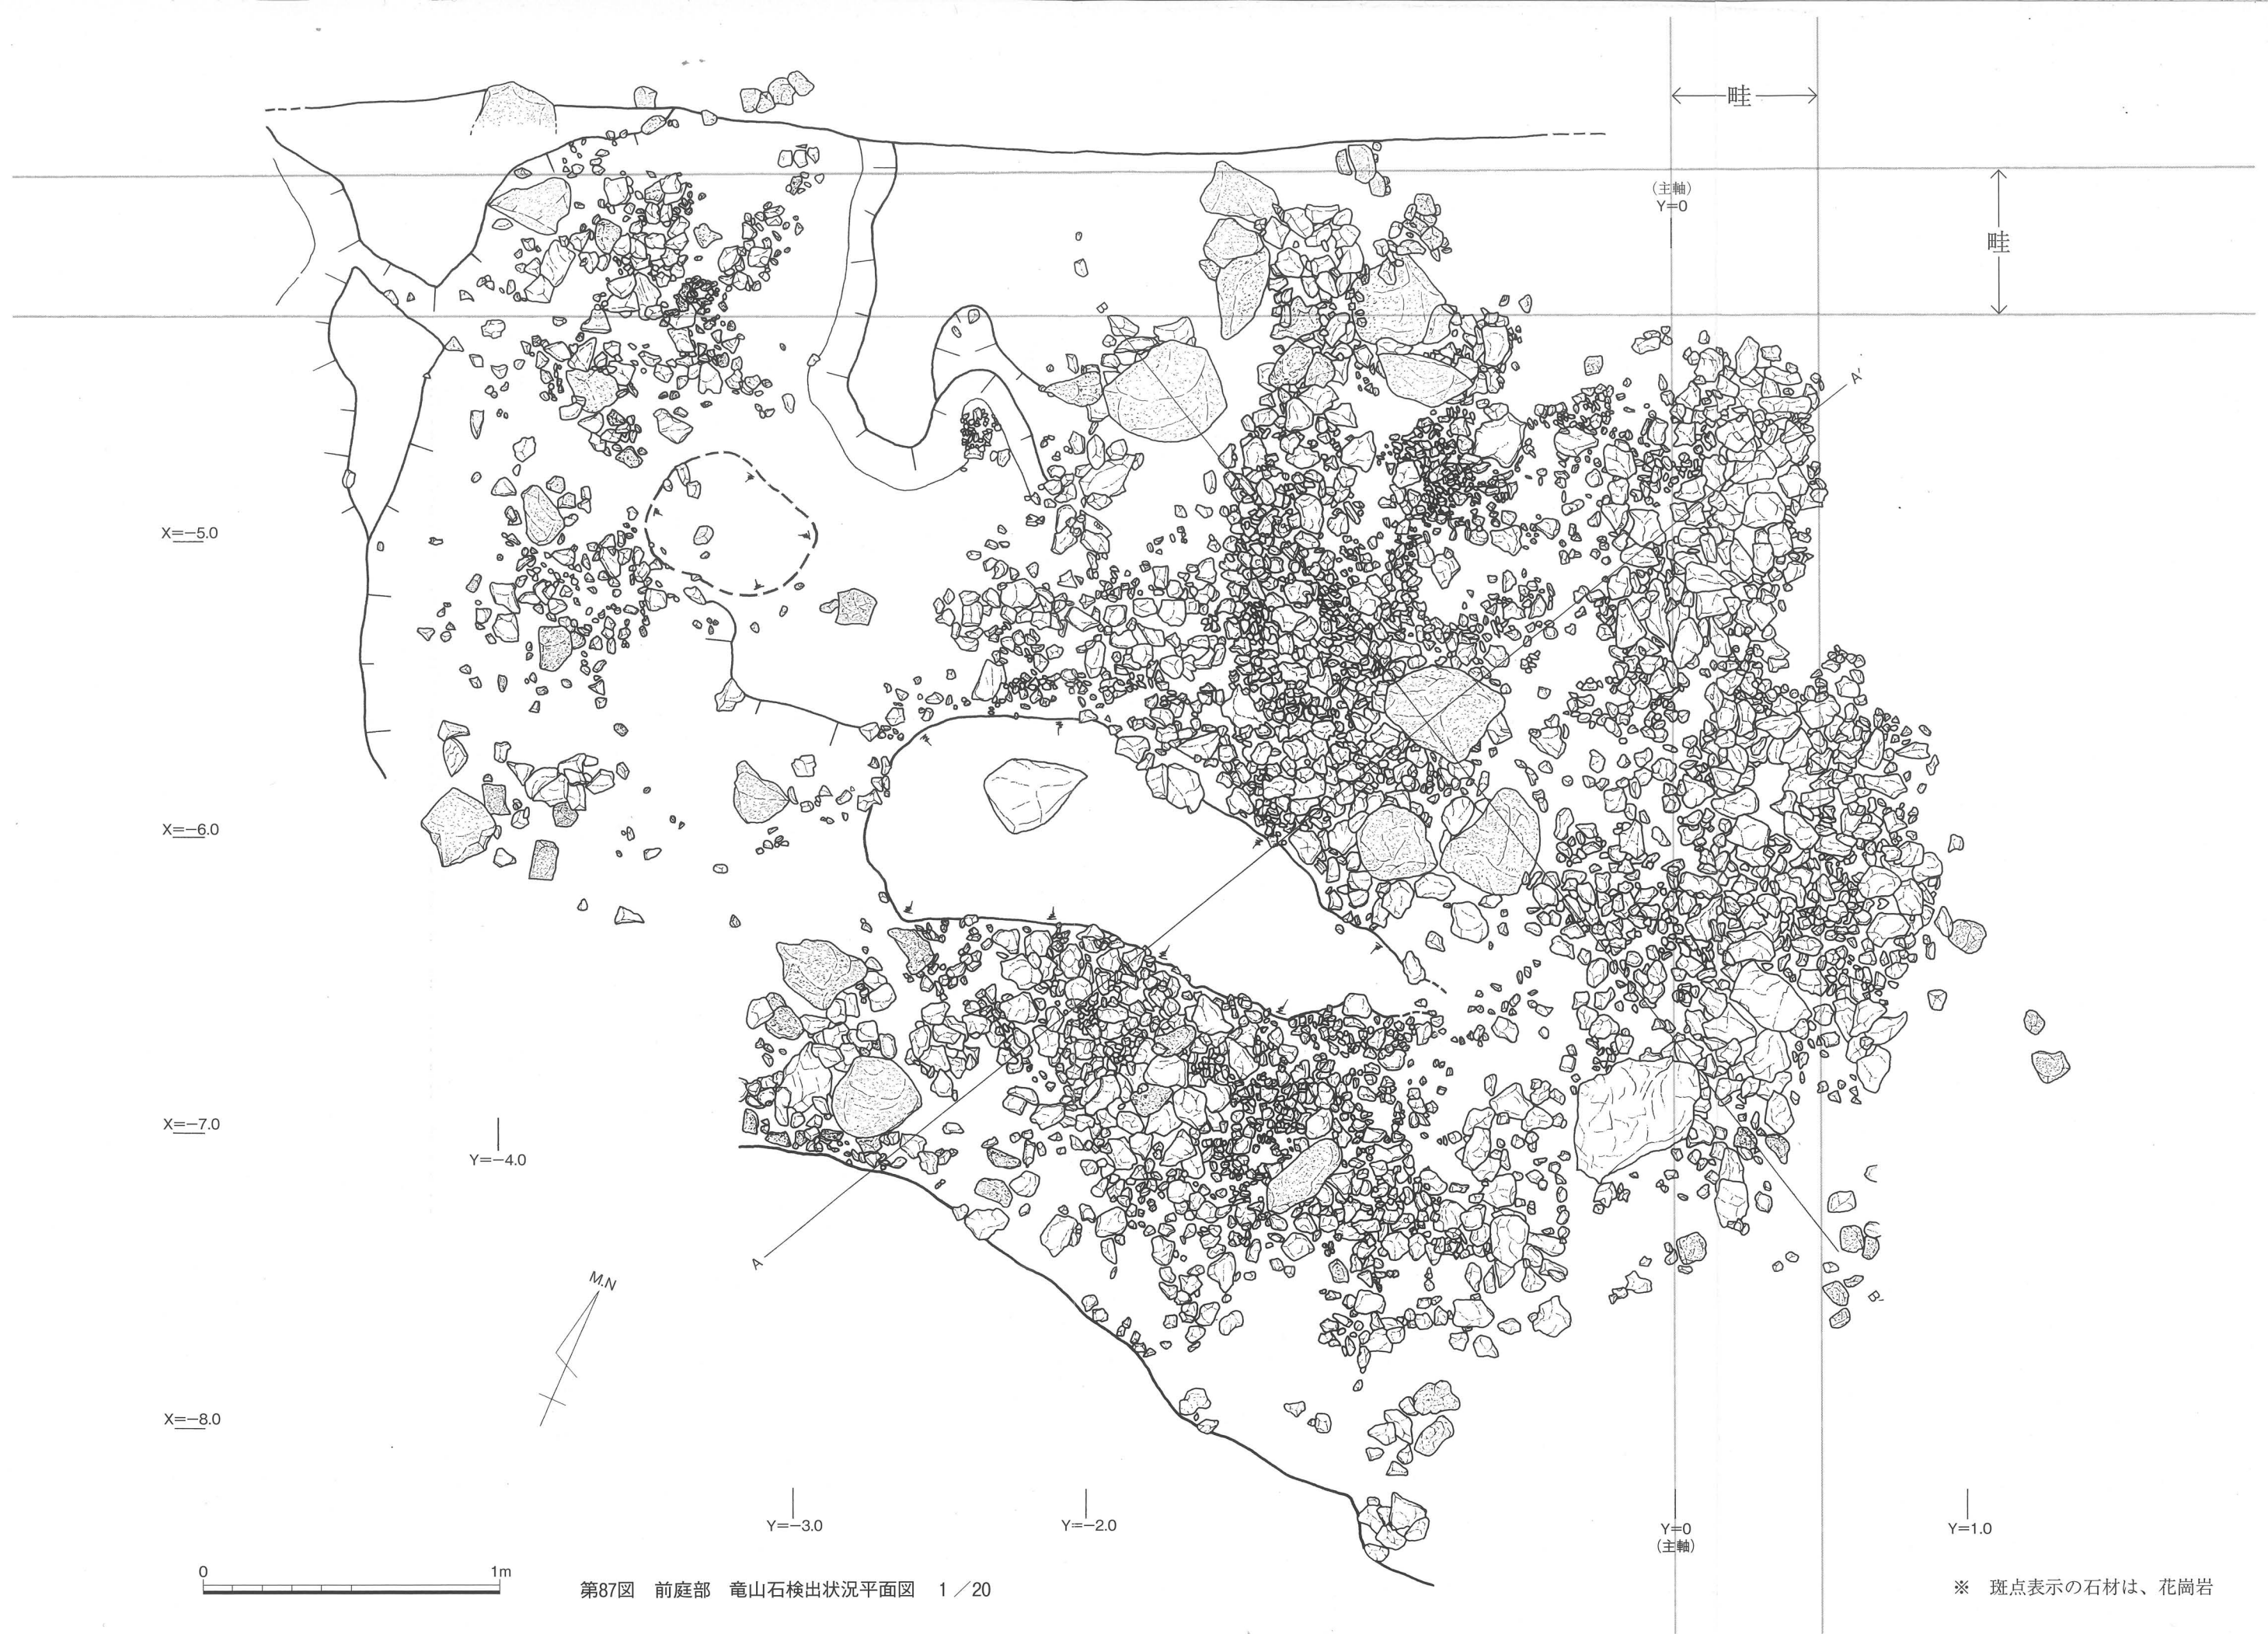 畦
(主軸)
Y=0
畦
A'
B
X=−5.0
X=−6.0
X=−7.0
Y=−4.0
A
M.N
B'
X=−8.0
Y=−3.0
Y=−2.0
Y=0
(主軸)
Y=1.0
0 1m
第87図 前庭部 竜山石検出状況平面図 1／20
※ 斑点表示の石材は、花崗岩